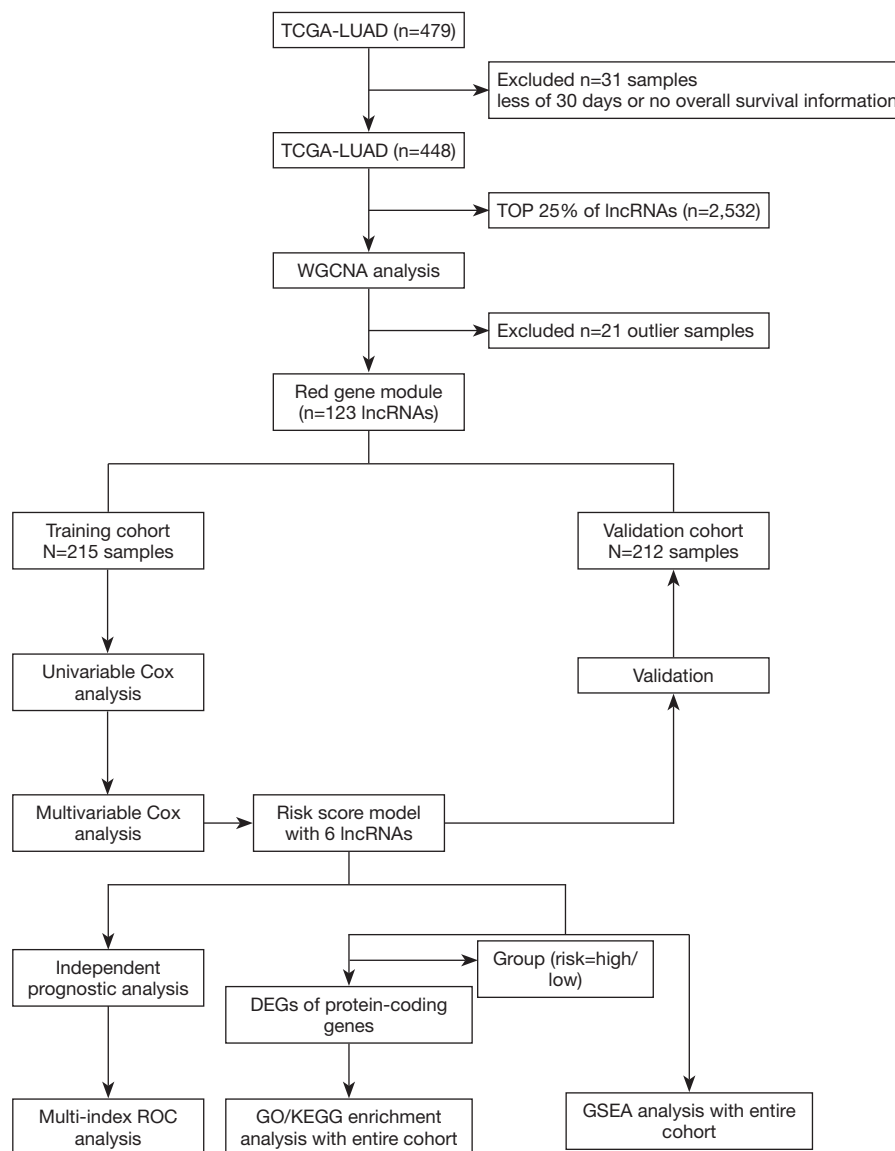 TCGA-LUAD (n=479)
Excluded n=31 samples
less of 30 days or no overall survival information
TCGA-LUAD (n=448)
TOP 25% of lncRNAs (n=2,532)
WGCNA analysis
Excluded n=21 outlier samples
Red gene module
(n=123 lncRNAs)
Training cohort
N=215 samples
Validation cohort
N=212 samples
Univariable Cox
analysis
Validation
Multivariable Cox
analysis
Risk score model
with 6 lncRNAs
Independent
prognostic analysis
Group (risk=high/
low)
DEGs of protein-coding
genes
Multi-index ROC
analysis
GO/KEGG enrichment
analysis with entire cohort
GSEA analysis with entire
cohort